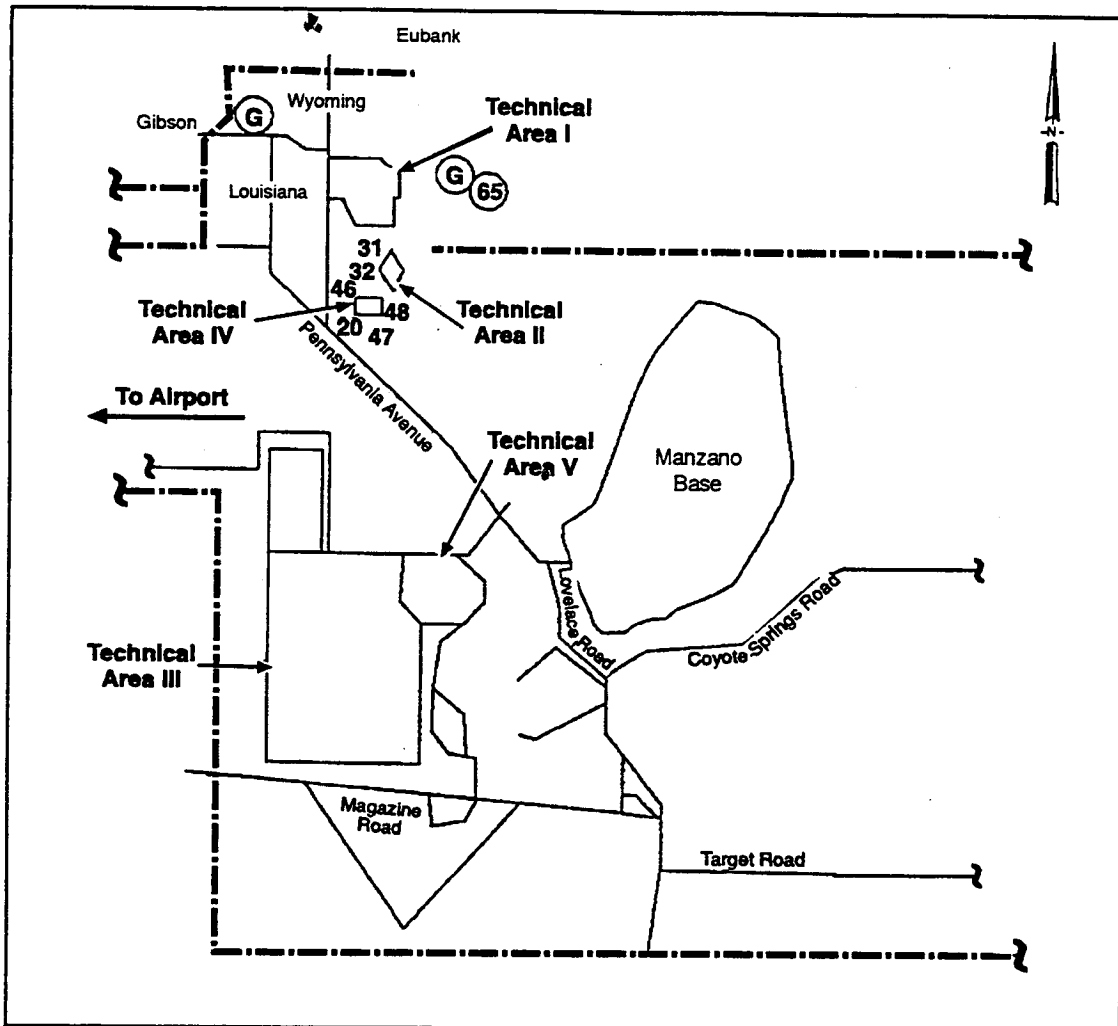 Eubank
Wyoming
Gibson
G
Technical
Area I
G
65
Louisiana
N
31
32
46
48
20
47
Technical
Area IV
Technical
Area II
Pennsylvania Avenue
To Airport
Technical
Area V
Manzano
Base
Lovelace Road
Coyote Springs Road
Technical
Area III
Magazine
Road
Target Road